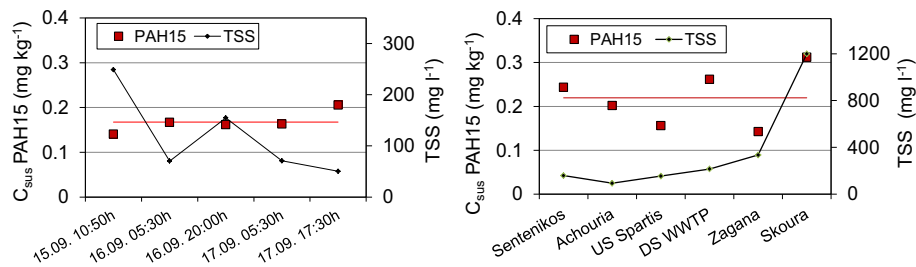 C_sus PAH15 (mg kg⁻¹)
0.4
0.3
0.2
0.1
0
PAH15
TSS
300
200
100
0
TSS (mg l⁻¹)
15.09. 10:50h
16.09. 05:30h
16.09. 20:00h
17.09. 05:30h
17.09. 17:30h
C_sus PAH15 (mg kg⁻¹)
0.4
0.3
0.2
0.1
0
PAH15
TSS
1200
800
400
0
TSS (mg l⁻¹)
Sentenikos
Achouria
US Spartis
DS WWTP
Zagana
Skoura